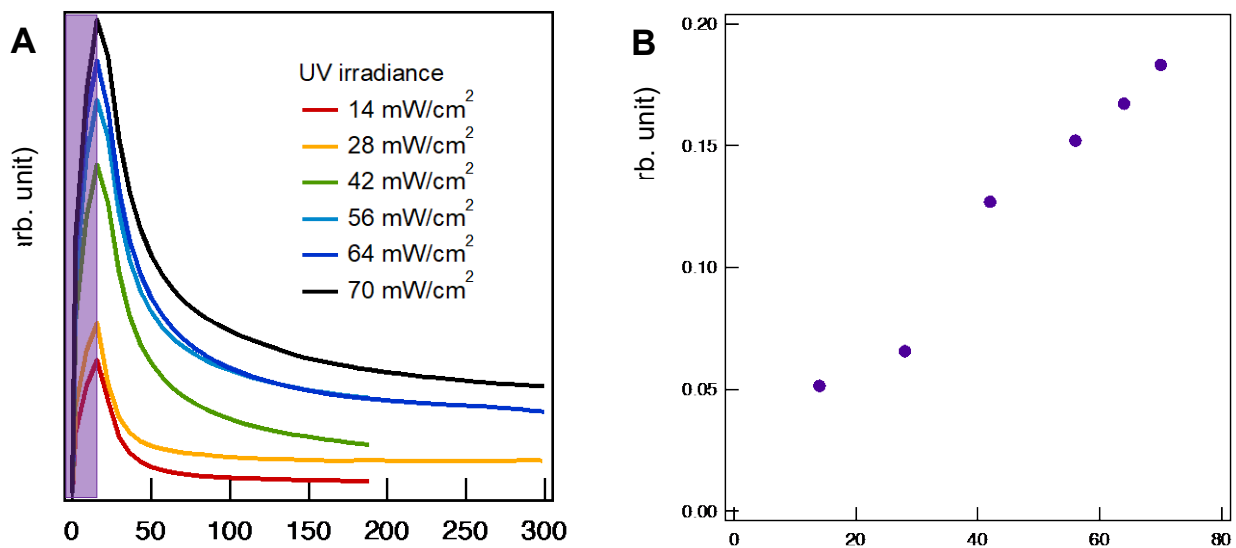 A
UV irradiance
14 mW/cm²
28 mW/cm²
42 mW/cm²
56 mW/cm²
64 mW/cm²
70 mW/cm²
rb. unit)
0 50 100 150 200 250 300
B
0.20
0.15
0.10
0.05
0.00
rb. unit)
0 20 40 60 80